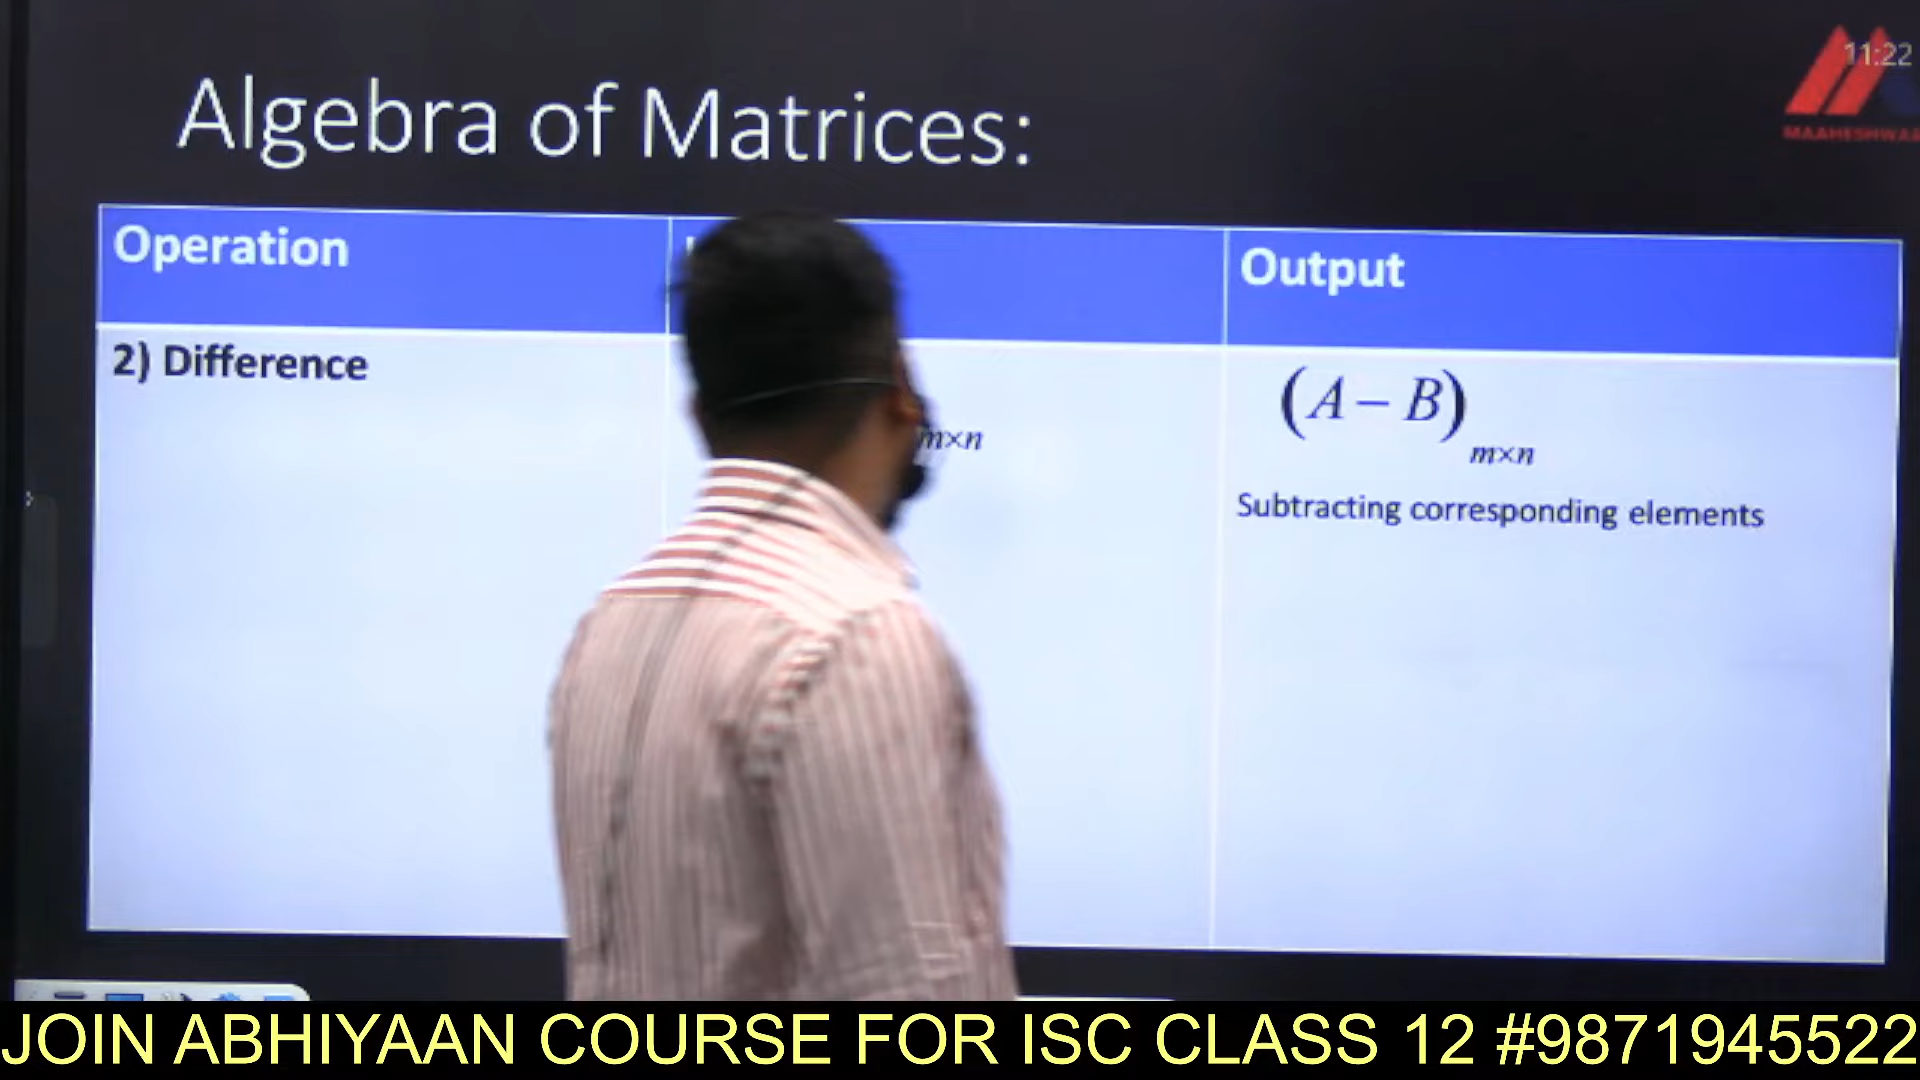 11:22
MAAHESHWA
Algebra of Matrices:
Operation
Output
2) Difference
m×n
(A − B) m×n
Subtracting corresponding elements
JOIN ABHIYAAN COURSE FOR ISC CLASS 12 #9871945522